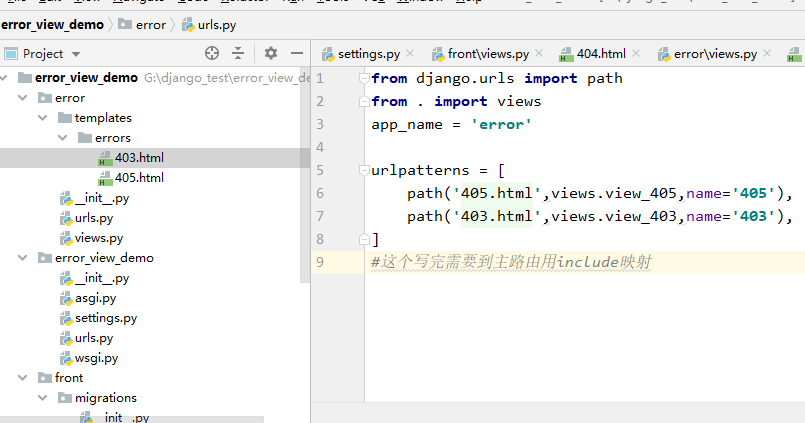 error_view_demo error urls.py
Project
settings.py front\views.py 404.html error\views.py
error_view_demo G:\django_test\error_view_de
error
templates
errors
403.html
405.html
__init__.py
urls.py
views.py
error_view_demo
__init__.py
asgi.py
settings.py
urls.py
wsgi.py
front
migrations
__init__.py
1 from django.urls import path
2 from . import views
3 app_name = 'error'
4
5 urlpatterns = [
6 path('405.html',views.view_405,name='405'),
7 path('403.html',views.view_403,name='403'),
8 ]
9 #这个写完需要到主路由用include映射